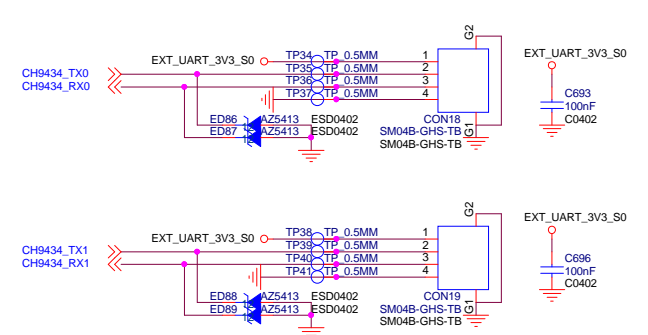 G2
TP34 TP_0.5MM 1
EXT_UART_3V3_S0
EXT_UART_3V3_S0
TP35 TP_0.5MM 2
CH9434_TX0
TP36 TP_0.5MM 3
CH9434_RX0
TP37 TP_0.5MM 4
C693
100nF
C0402
ED86 AZ5413 ESD0402
CON18
G1
ED87 AZ5413 ESD0402
SM04B-GHS-TB
SM04B-GHS-TB
G2
EXT_UART_3V3_S0
TP38 TP_0.5MM 1
EXT_UART_3V3_S0
TP39 TP_0.5MM 2
CH9434_TX1
TP40 TP_0.5MM 3
CH9434_RX1
TP41 TP_0.5MM 4
C696
100nF
C0402
ED88 AZ5413 ESD0402
CON19
G1
ED89 AZ5413 ESD0402
SM04B-GHS-TB
SM04B-GHS-TB